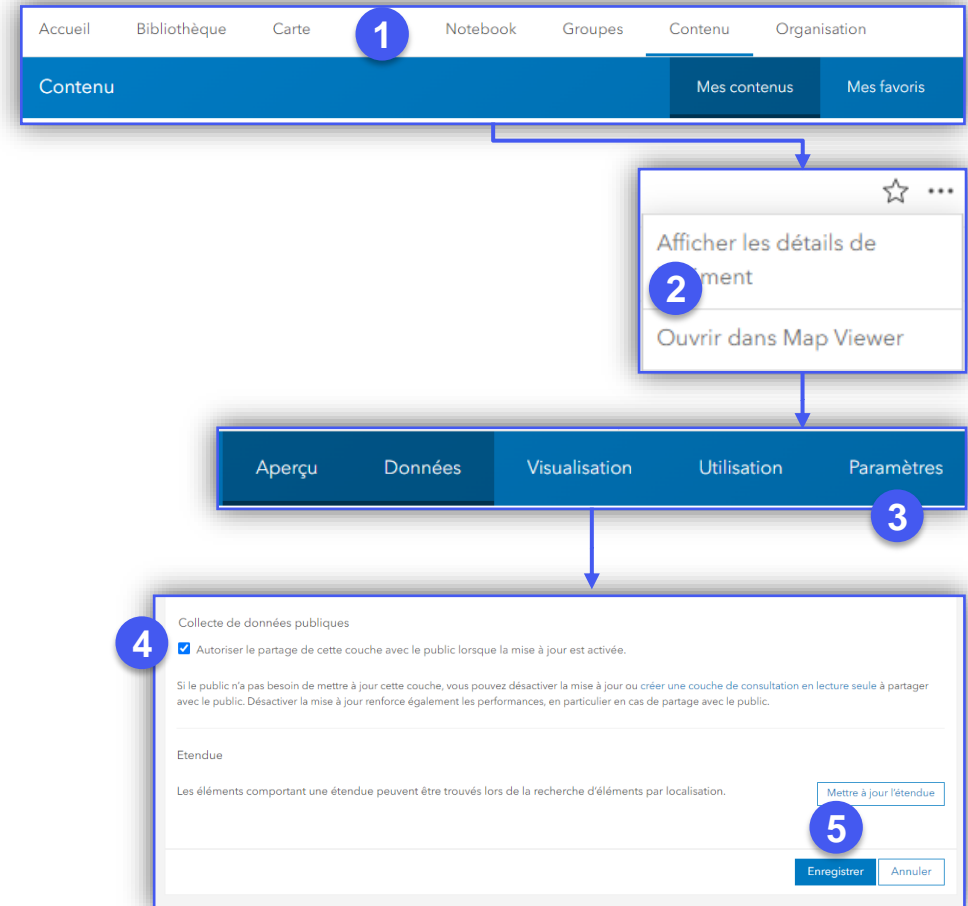 Accueil Bibliothèque Carte 1 Notebook Groupes Contenu Organisation
Contenu Mes contenus Mes favoris
Afficher les détails de
2 ment
Ouvrir dans Map Viewer
Aperçu Données Visualisation Utilisation Paramètres
3
4
Collecte de données publiques
Autoriser le partage de cette couche avec le public lorsque la mise à jour est activée.
Si le public n'a pas besoin de mettre à jour cette couche, vous pouvez désactiver la mise à jour ou créer une couche de consultation en lecture seule à partager
avec le public. Désactiver la mise à jour renforce également les performances, en particulier en cas de partage avec le public.
Etendue
Les éléments comportant une étendue peuvent être trouvés lors de la recherche d'éléments par localisation. Mettre à jour l'étendue
5
Enregistrer Annuler